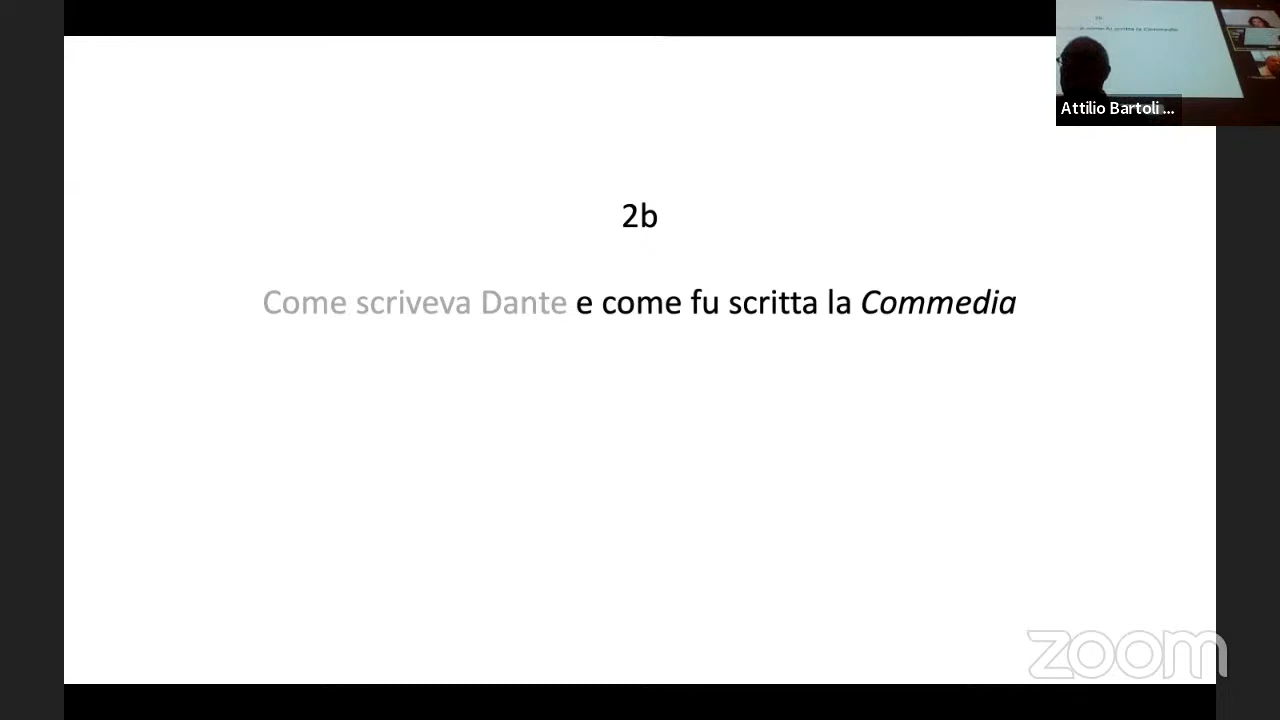 2b
Come scriveva Dante e come fu scritta la Commedia
Attilio Bartoli ...
zoom